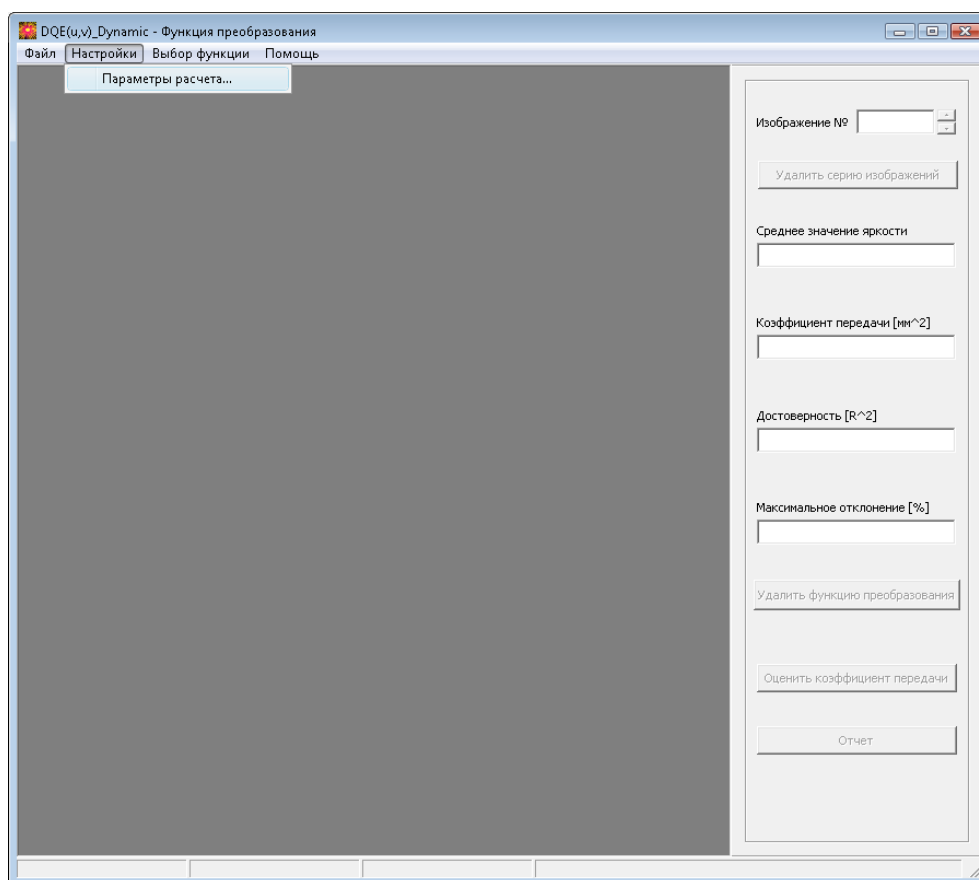 DQE(u,v)_Dynamic - Функция преобразования
Файл Настройки Выбор функции Помощь
Параметры расчета...
Изображение №
Удалить серию изображений
Среднее значение яркости
Коэффициент передачи [мм^2]
Достоверность [R^2]
Максимальное отклонение [%]
Удалить функцию преобразования
Оценить коэффициент передачи
Отчет